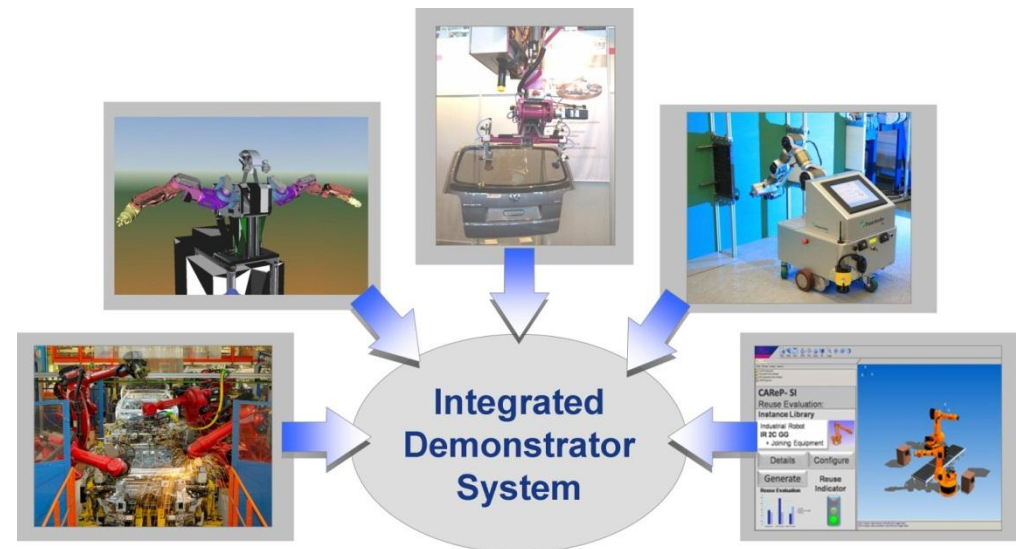 Integrated
Demonstrator
System
CAReP- SI
Reuse Evaluation:
Instance Library
Industrial Robot
IR 2C GG
+ Joining Equipment
Details
Configure
Generate
Reuse
Indicator
Reuse Evaluation